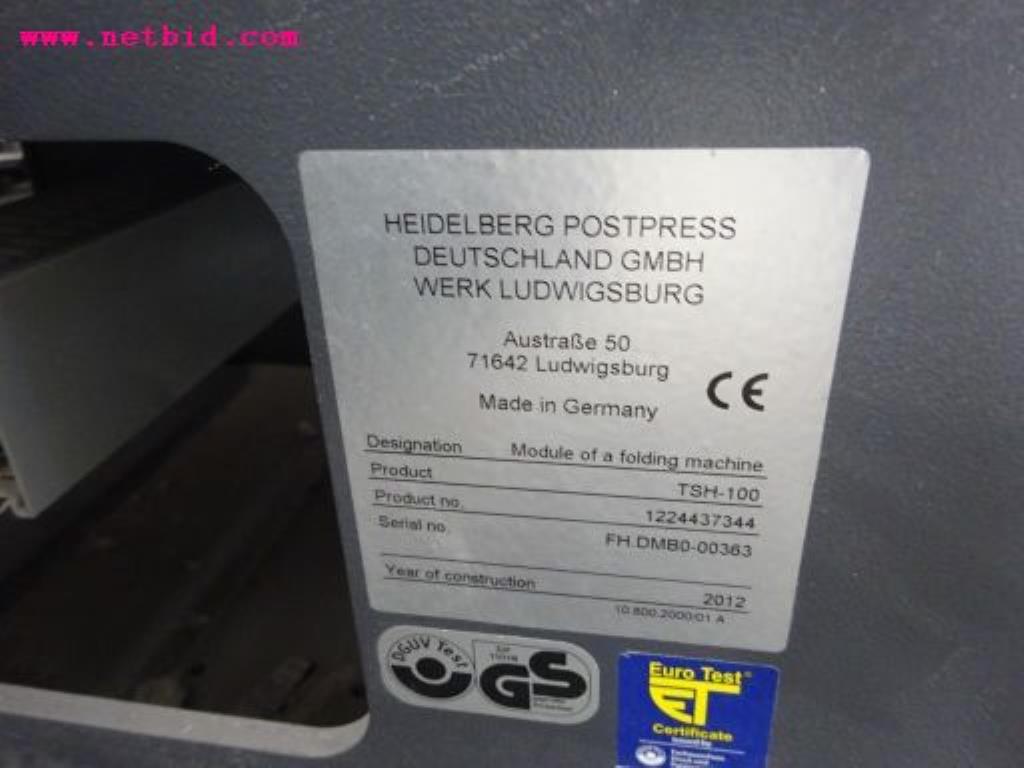 www.netbid.com
HEIDELBERG POSTPRESS
DEUTSCHLAND GMBH
WERK LUDWIGSBURG
Austraße 50
71642 Ludwigsburg
Made in Germany
CE
Designation Module of a folding machine
Product TSH-100
Product no. 1224437344
Serial no. FH.DMB0-00363
Year of construction 2012
10.800.2000/01 A
DGUV Test
GS
Euro Test
ET
Certificate
issued by